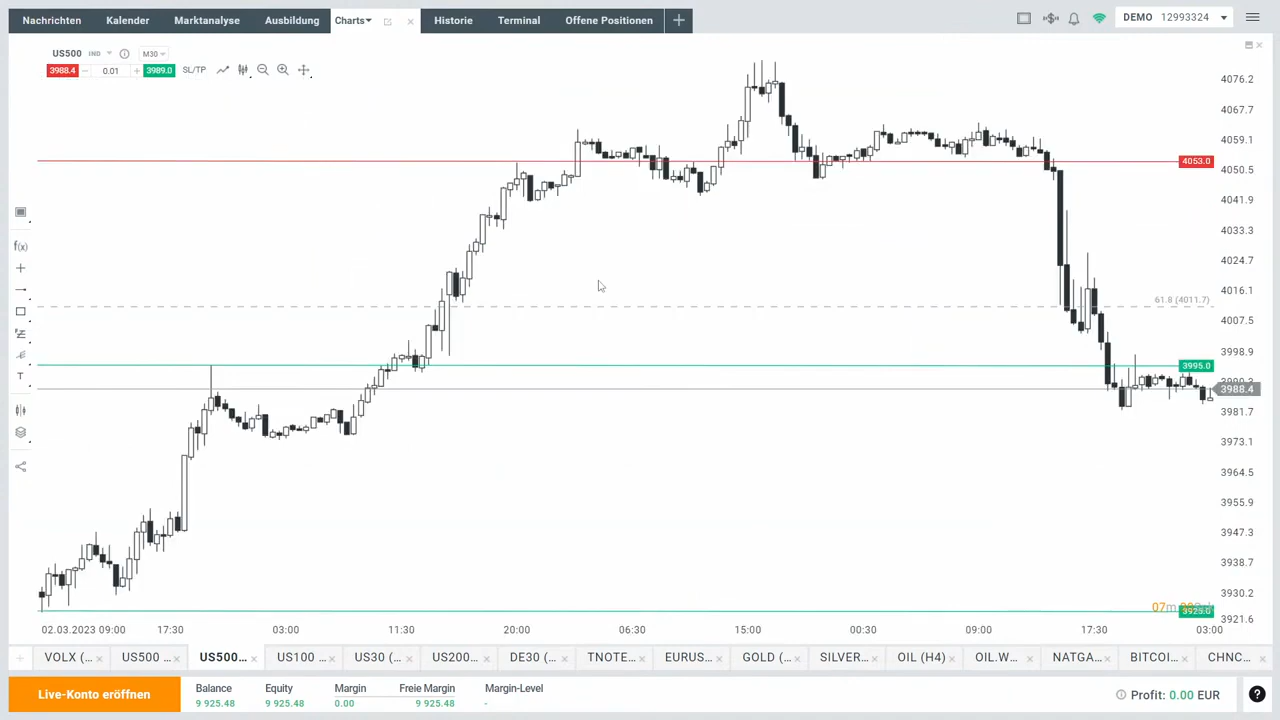 Nachrichten Kalender Marktanalyse Ausbildung Charts Historie Terminal Offene Positionen
DEMO 12993324
US500 IND M30
3988.4 0.01 3989.0 SL/TP
4076.2
4067.7
4059.1
4053.0
4050.5
4041.9
4033.3
4024.7
4016.1
61.8 (4011.7)
4007.5
3998.9
3995.0
3988.4
3981.7
3973.1
3964.5
3955.9
3947.3
3938.7
3930.2
3921.6
f(x)
T
02.03.2023 09:00 17:30 03:00 11:30 20:00 06:30 15:00 00:30 09:00 17:30 03:00
VOLX (... US500 ... US500... US100 ... US30 (... US200... DE30 (... TNOTE... EURUS... GOLD (... SILVER... OIL (H4) OIL.W... NATGA... BITCOI... CHNC...
Live-Konto eröffnen
Balance Equity Margin Freie Margin Margin-Level
9 925.48 9 925.48 0.00 9 925.48 -
Profit: 0.00 EUR